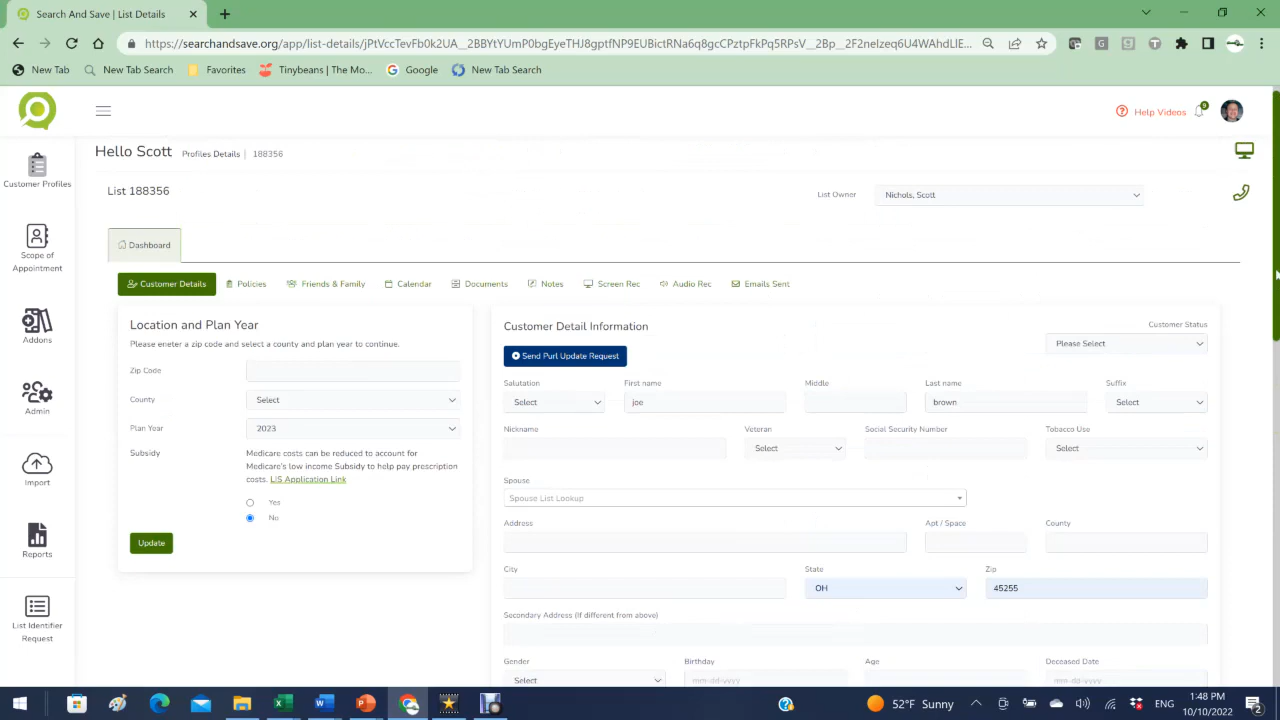 Search And Save | List Details
https://searchandsave.org/app/list-details/jPtVccTevFb0k2UA__2BBYtYUmP0bgEyeTHJ8gptfNP9EUBictRNa6q8gcCPztpFkPq5RPsV__2Bp__2F2nelzeq6U4WAhdIE...
New Tab New Tab Search Favorites Tinybeans | The Mo... Google New Tab Search
Help Videos 9
Hello Scott Profiles Details | 188356
Customer Profiles
List 188356
List Owner Nichols, Scott
Scope of
Appointment
Dashboard
Customer Details Policies Friends & Family Calendar Documents Notes Screen Rec Audio Rec Emails Sent
Addons
Admin
Import
Reports
List Identifier
Request
Location and Plan Year
Please eneter a zip code and select a county and plan year to continue.
Zip Code
County Select
Plan Year 2023
Subsidy Medicare costs can be reduced to account for
Medicare's low income Subsidy to help pay prescription
costs. LIS Application Link
Yes
No
Update
Customer Detail Information
Customer Status
Send Purl Update Request
Please Select
Salutation First name Middle Last name Suffix
Select joe brown Select
Nickname Veteran Social Security Number Tobacco Use
Select Select
Spouse
Spouse List Lookup
Address Apt / Space County
City State Zip
OH 45255
Secondary Address (If different from above)
Gender Birthday Age Deceased Date
Select mm-dd-yyyy mm-dd-yyyy
52°F Sunny ENG 1:48 PM
10/10/2022 2